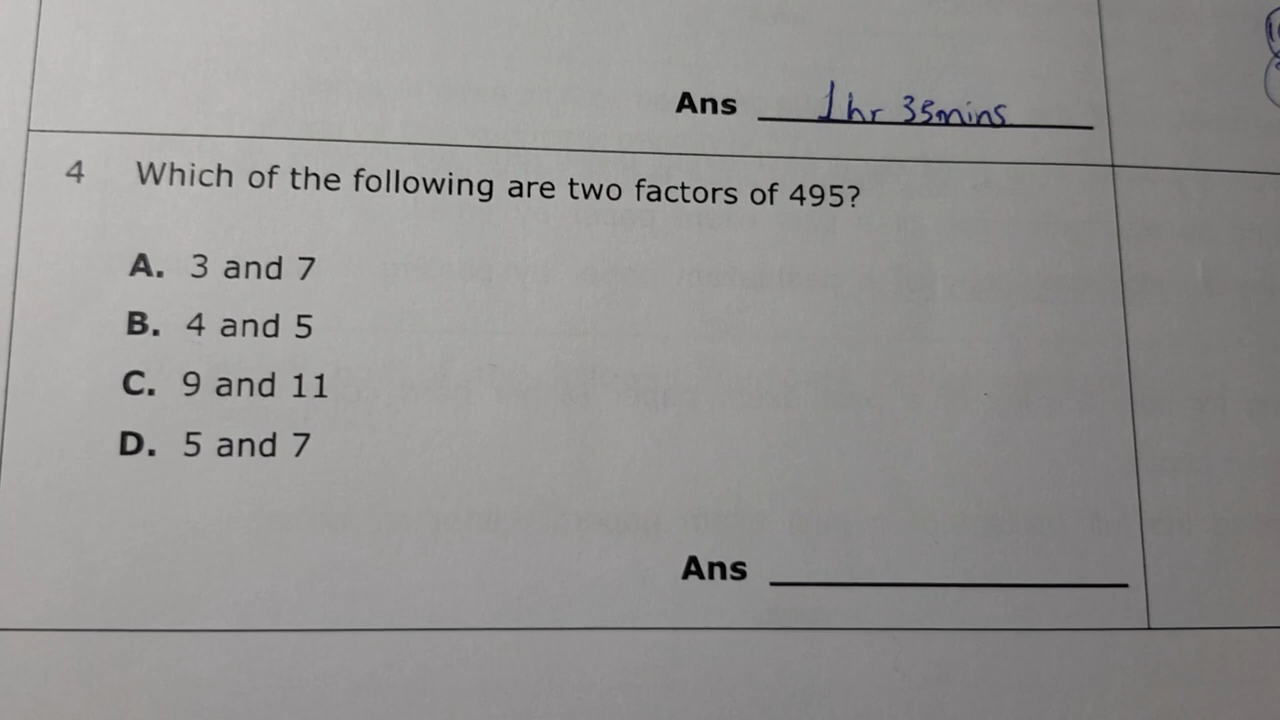 Ans 1hr 35mins
4 Which of the following are two factors of 495?
A. 3 and 7
B. 4 and 5
C. 9 and 11
D. 5 and 7
Ans